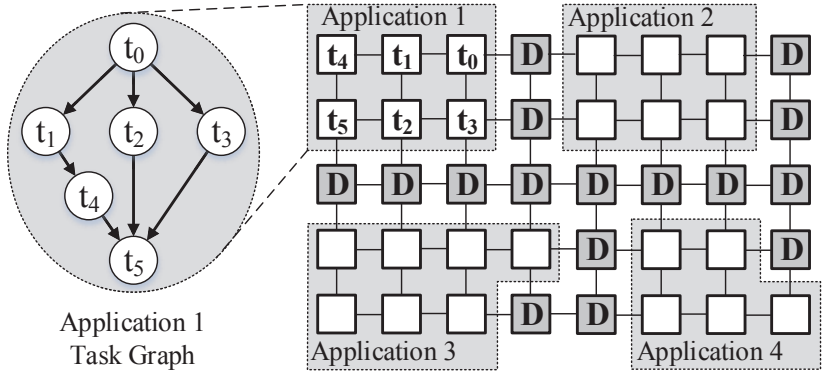 Application 1
Application 2
t0
t1
t2
t3
t4
t5
t4 t1 t0 D D
t5 t2 t3 D D
D D D D D D D D
D D
D D
Application 1
Task Graph
Application 3
Application 4